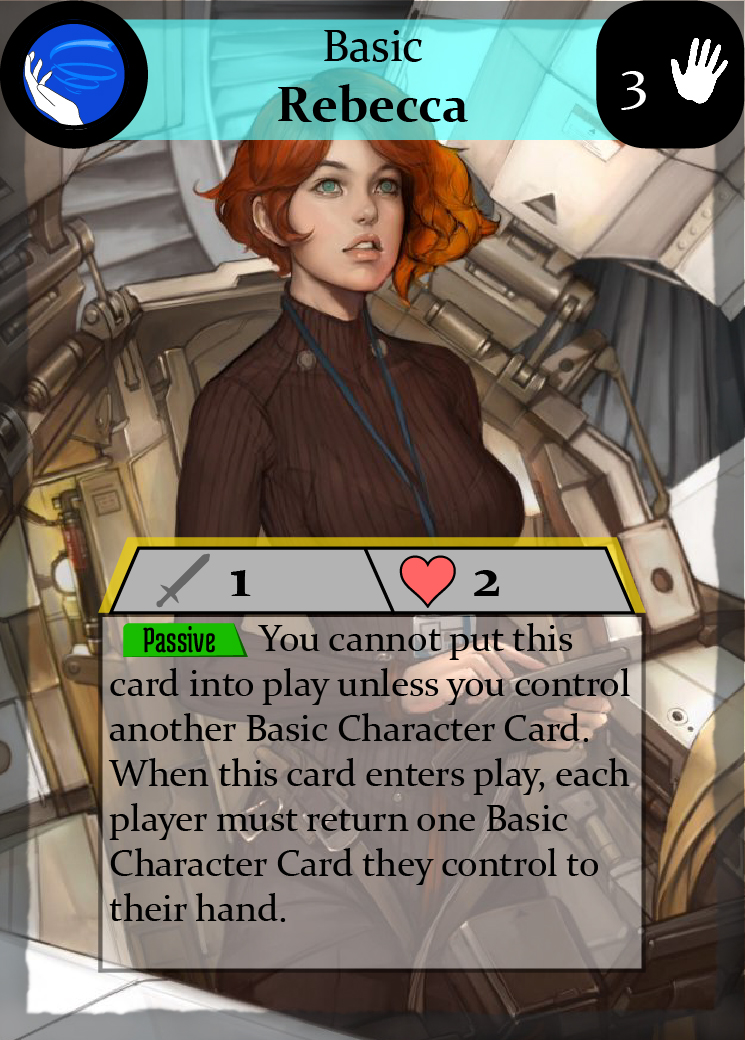 Basic
Rebecca
3
1
2
Passive You cannot put this
card into play unless you control
another Basic Character Card.
When this card enters play, each
player must return one Basic
Character Card they control to
their hand.